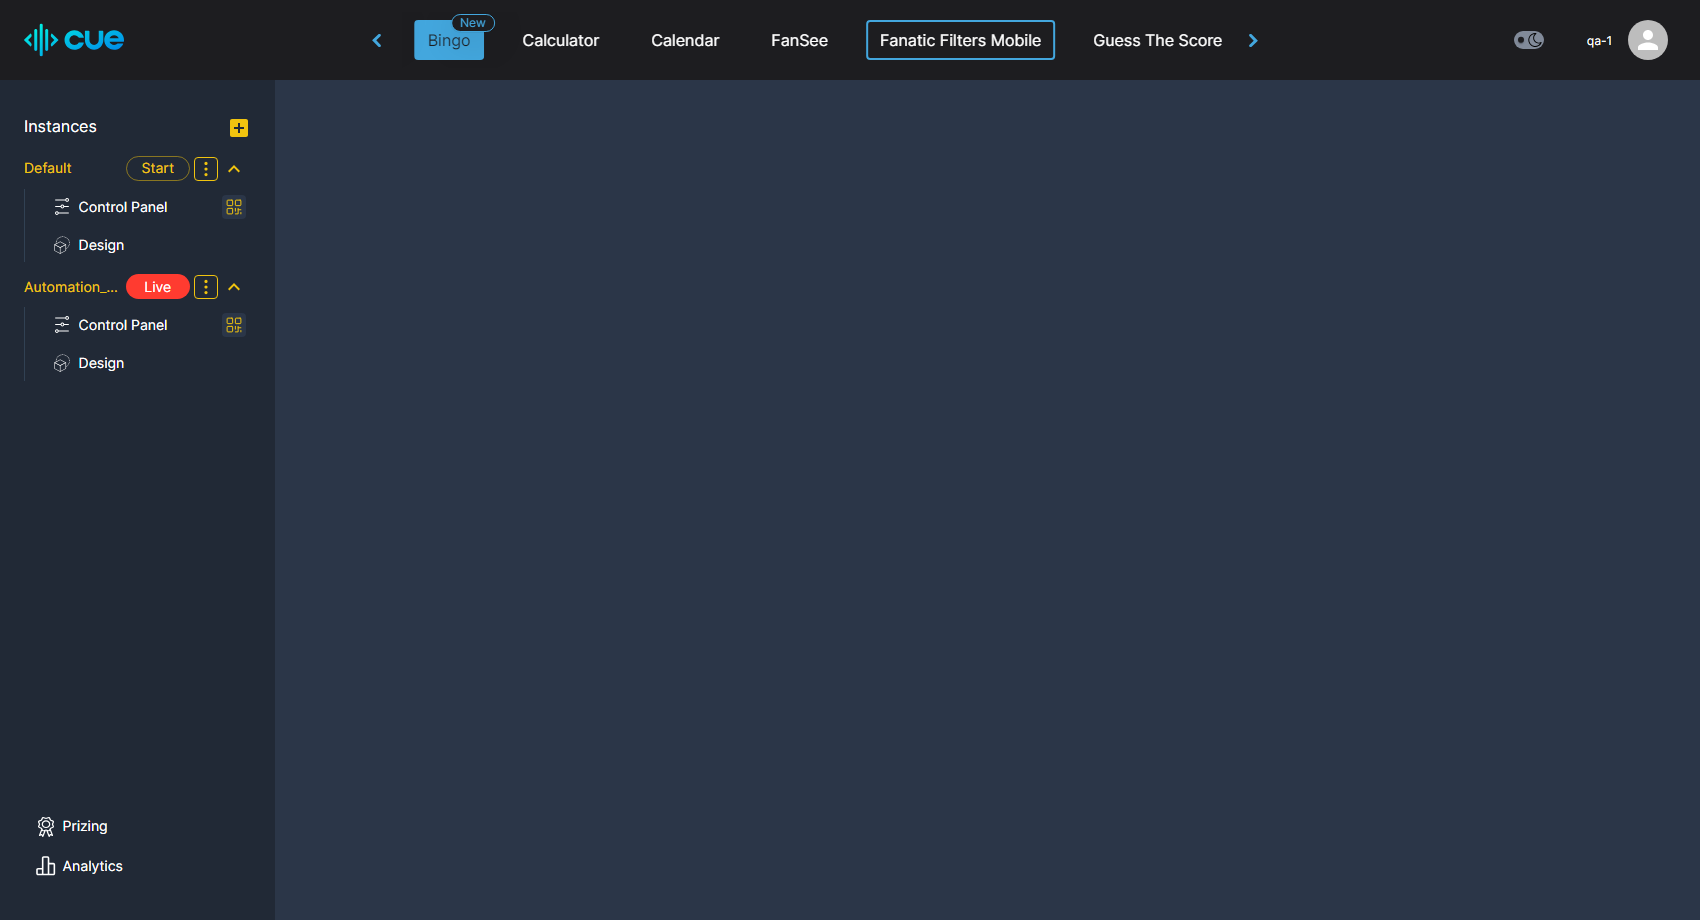 cue
New
Bingo
Calculator
Calendar
FanSee
Fanatic Filters Mobile
Guess The Score
qa-1
Instances
Default
Start
Control Panel
Design
Automation_...
Live
Control Panel
Design
Prizing
Analytics